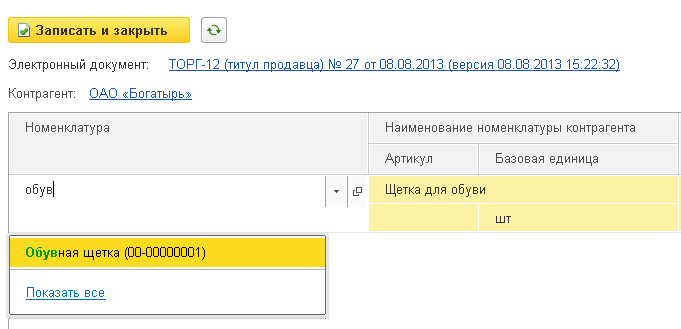 Записать и закрыть
Электронный документ: ТОРГ-12 (титул продавца) № 27 от 08.08.2013 (версия 08.08.2013 15:22:32)
Контрагент: ОАО «Богатырь»
Номенклатура Наименование номенклатуры контрагента
Артикул Базовая единица
обув Щетка для обуви
шт
Обувная щетка (00-00000001)
Показать все